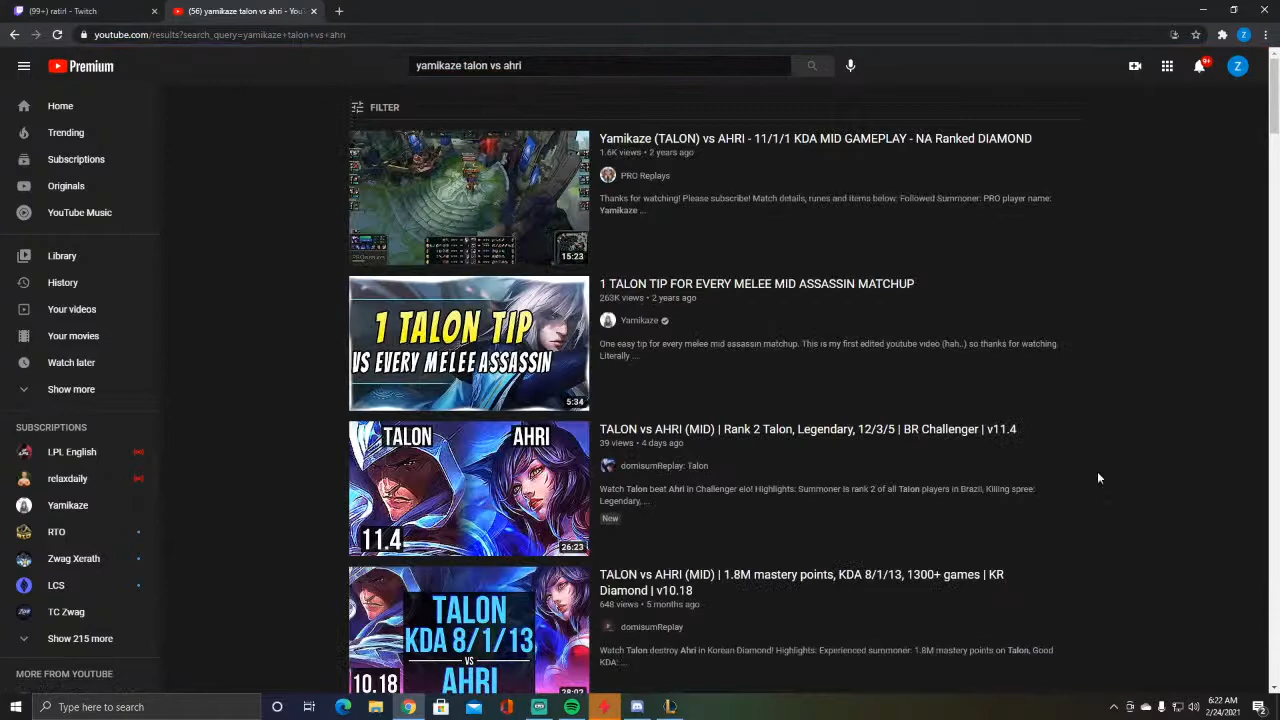 (99+) ratirl - Twitch
(56) yamikaze talon vs ahri - You
youtube.com/results?search_query=yamikaze+talon+vs+ahri
Premium
yamikaze talon vs ahri
9+
Z
Home
Trending
Subscriptions
Originals
YouTube Music
Library
History
Your videos
Your movies
Watch later
Show more
SUBSCRIPTIONS
LPL English
relaxdaily
Yamikaze
RTO
Zwag Xerath
LCS
TC Zwag
Show 215 more
MORE FROM YOUTUBE
FILTER
15:23
Yamikaze (TALON) vs AHRI - 11/1/1 KDA MID GAMEPLAY - NA Ranked DIAMOND
1.6K views • 2 years ago
PRO Replays
Thanks for watching! Please subscribe! Match details, runes and items below. Followed Summoner: PRO player name:
Yamikaze ...
1 TALON TIP
VS EVERY MELEE ASSASSIN
5:34
1 TALON TIP FOR EVERY MELEE MID ASSASSIN MATCHUP
263K views • 2 years ago
Yamikaze
One easy tip for every melee mid assassin matchup. This is my first edited youtube video (hah..) so thanks for watching
Literally ...
TALON AHRI
11.4
26:23
TALON vs AHRI (MID) | Rank 2 Talon, Legendary, 12/3/5 | BR Challenger | v11.4
39 views • 4 days ago
domisumReplay: Talon
Watch Talon beat Ahri in Challenger elo! Highlights: Summoner is rank 2 of all Talon players in Brazil, Killing spree:
Legendary, ...
New
TALON
KDA 8/1/13
VS
AHRI
10.18
28:02
TALON vs AHRI (MID) | 1.8M mastery points, KDA 8/1/13, 1300+ games | KR
Diamond | v10.18
648 views • 5 months ago
domisumReplay
Watch Talon destroy Ahri in Korean Diamond! Highlights: Experienced summoner: 1.8M mastery points on Talon, Good
KDA: ...
Type here to search
6:22 AM
2/24/2021